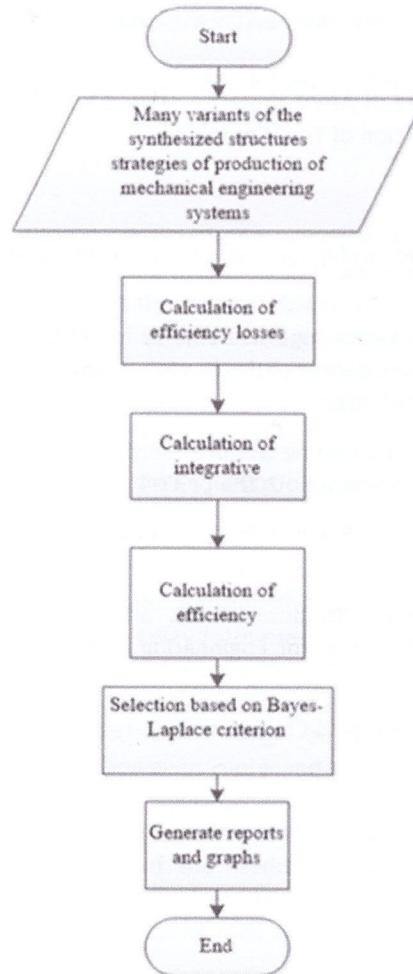 Start
Many variants of the
synthesized structures
strategies of production of
mechanical engineering
systems
Calculation of
efficiency losses
Calculation of
integrative
Calculation of
efficiency
Selection based on Bayes-
Laplace criterion
Generate reports
and graphs
End